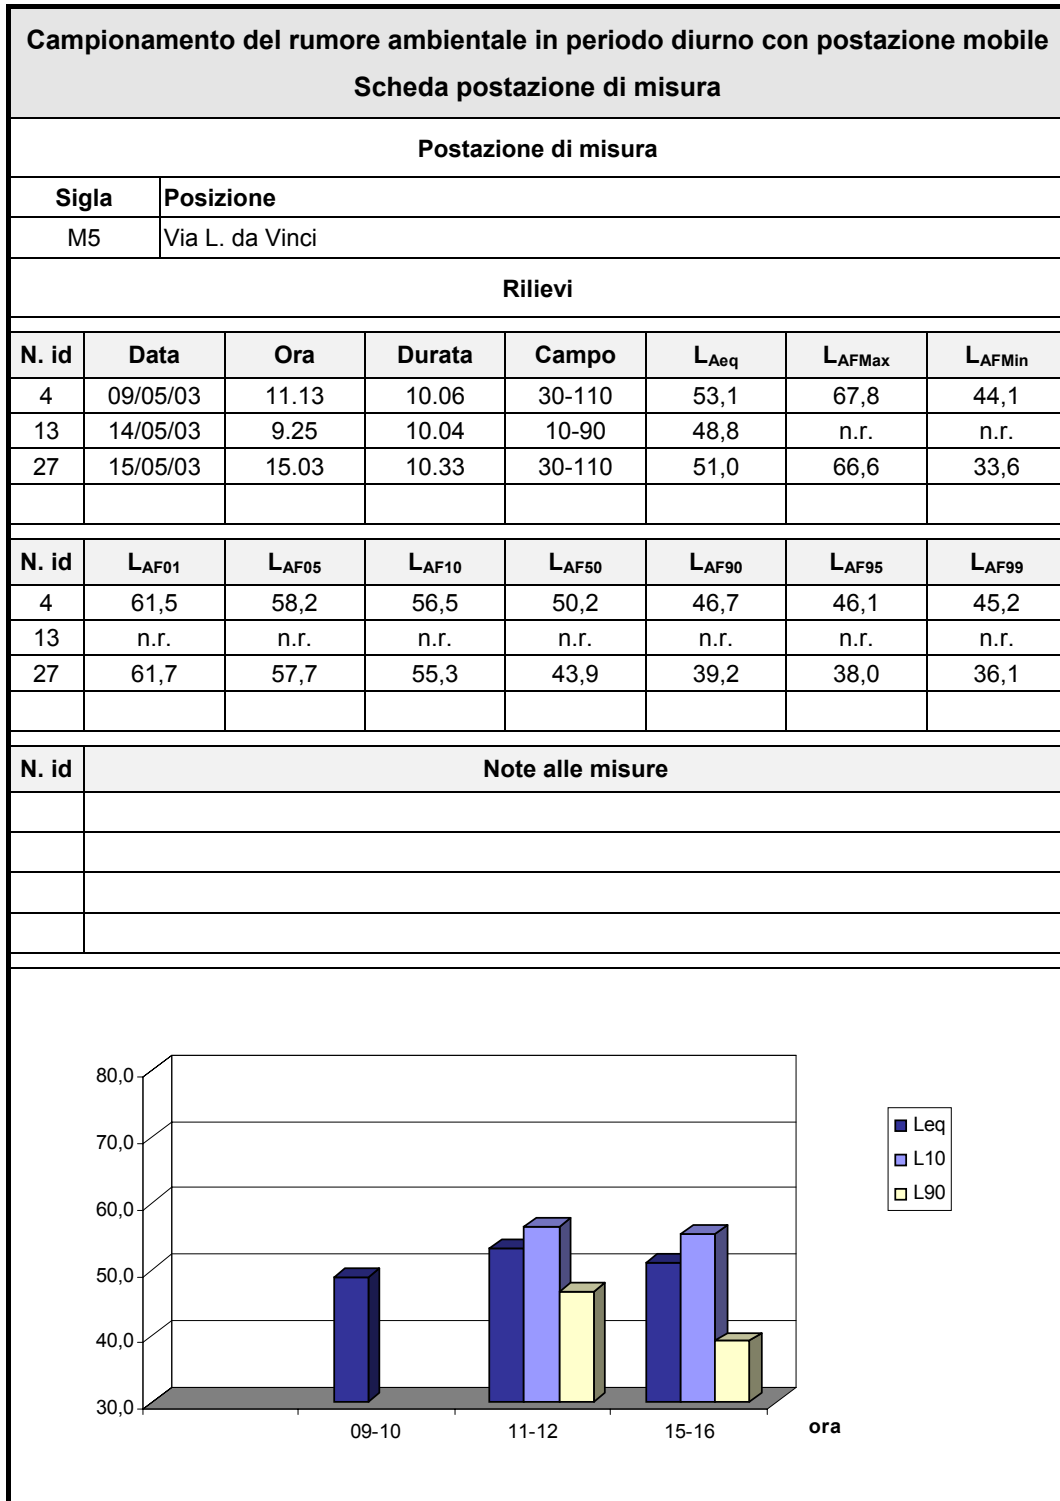 Campionamento del rumore ambientale in periodo diurno con postazione mobile
Scheda postazione di misura
Postazione di misura
Sigla Posizione
M5 Via L. da Vinci
Rilievi
N. id Data Ora Durata Campo LAeq LAFMax LAFMin
4 09/05/03 11.13 10.06 30-110 53,1 67,8 44,1
13 14/05/03 9.25 10.04 10-90 48,8 n.r. n.r.
27 15/05/03 15.03 10.33 30-110 51,0 66,6 33,6
N. id LAF01 LAF05 LAF10 LAF50 LAF90 LAF95 LAF99
4 61,5 58,2 56,5 50,2 46,7 46,1 45,2
13 n.r. n.r. n.r. n.r. n.r. n.r. n.r.
27 61,7 57,7 55,3 43,9 39,2 38,0 36,1
N. id Note alle misure
80,0
70,0
60,0
50,0
40,0
30,0
09-10 11-12 15-16 ora
Leq
L10
L90